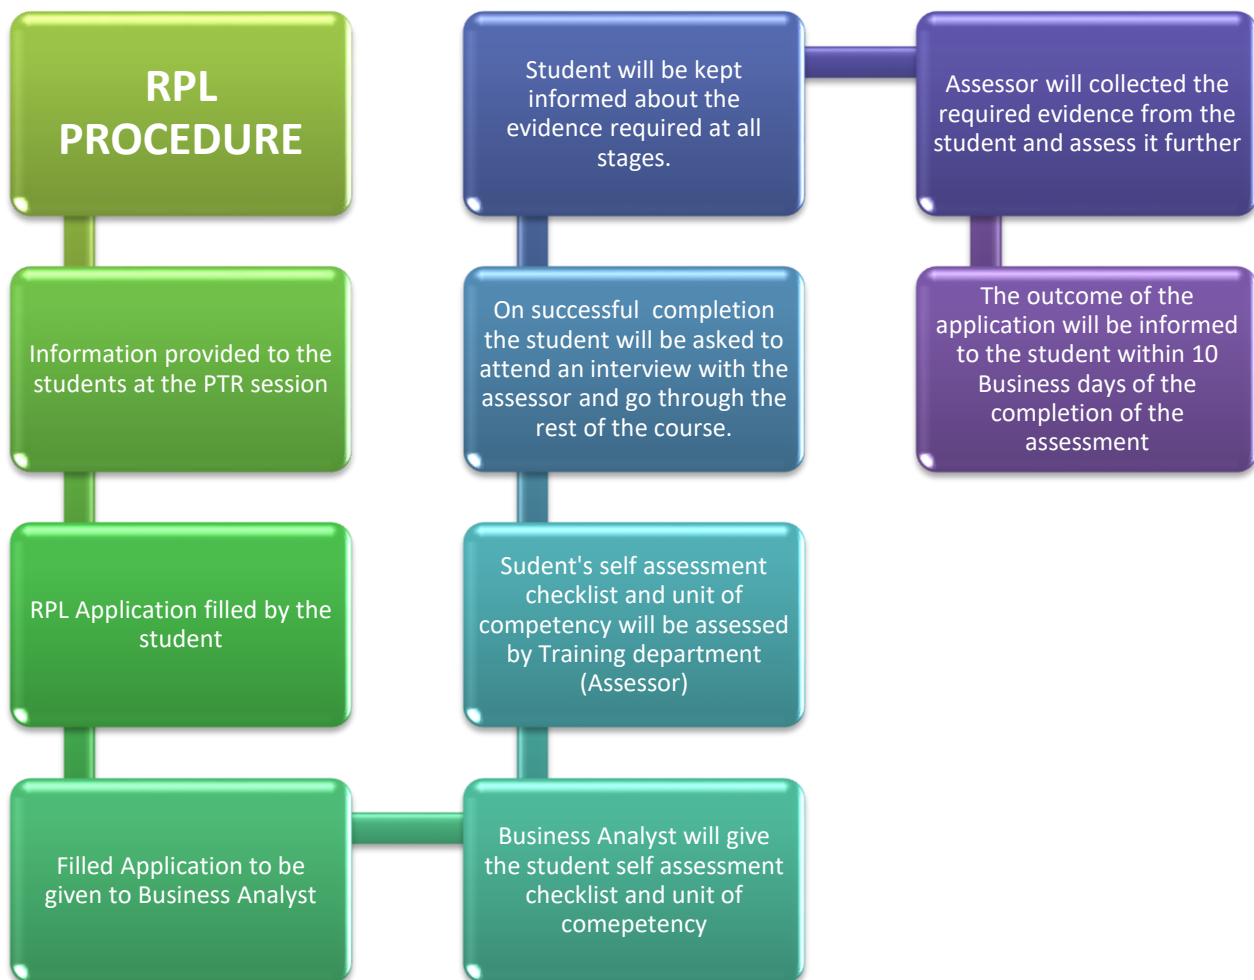 RPL
PROCEDURE
Information provided to the
students at the PTR session
RPL Application filled by the
student
Filled Application to be
given to Business Analyst
Business Analyst will give
the student self assessment
checklist and unit of
comepetency
Sudent's self assessment
checklist and unit of
competency will be assessed
by Training department
(Assessor)
On successful  completion
the student will be asked to
attend an interview with the
assessor and go through the
rest of the course.
Student will be kept
informed about the
evidence required at all
stages.
Assessor will collected the
required evidence from the
student and assess it further
The outcome of the
application will be informed
to the student within 10
Business days of the
completion of the
assessment